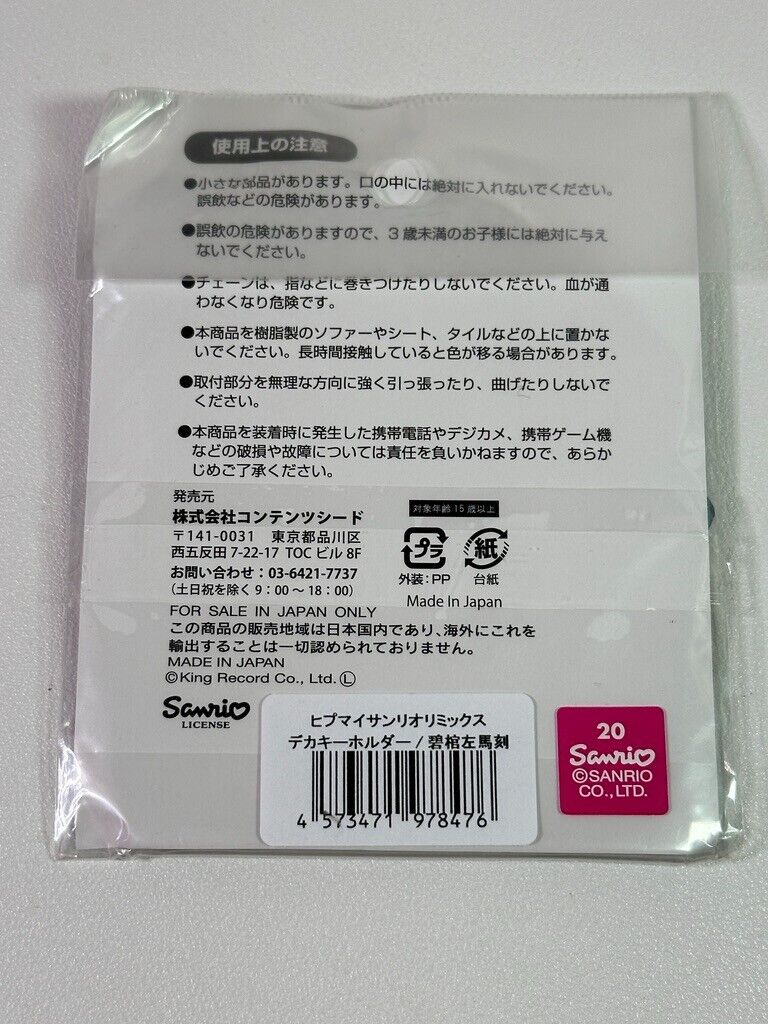 使用上の注意
●小さな部品があります。口の中には絶対に入れないでください。
誤飲などの危険があります。
●誤飲の危険がありますので、3歳未満のお子様には絶対に与え
ないでください。
●チェーンは、指などに巻きつけたりしないでください。血が通
わなくなり危険です。
●本商品を樹脂製のソファーやシート、タイルなどの上に置かな
いでください。長時間接触していると色が移る場合があります。
●取付部分を無理な方向に強く引っ張ったり、曲げたりしないで
ください。
●本商品を装着時に発生した携帯電話やデジカメ、携帯ゲーム機
などの破損や故障については責任を負いかねますので、あらか
じめご了承ください。
発売元
株式会社コンテンツシード
〒141-0031 東京都品川区
西五反田 7-22-17 TOC ビル 8F
お問い合わせ：03-6421-7737
（土日祝を除く 9：00 ～ 18：00）
対象年齢 15 歳以上
プラ 紙
外装：PP 台紙
Made In Japan
FOR SALE IN JAPAN ONLY
この商品の販売地域は日本国内であり、海外にこれを
輸出することは一切認められておりません。
MADE IN JAPAN
©King Record Co., Ltd. Ⓛ
Sanrio
LICENSE
ヒプマイサンリオリミックス
デカキーホルダー / 碧棺左馬刻
4 573471 978476
20
Sanrio
©SANRIO
CO., LTD.